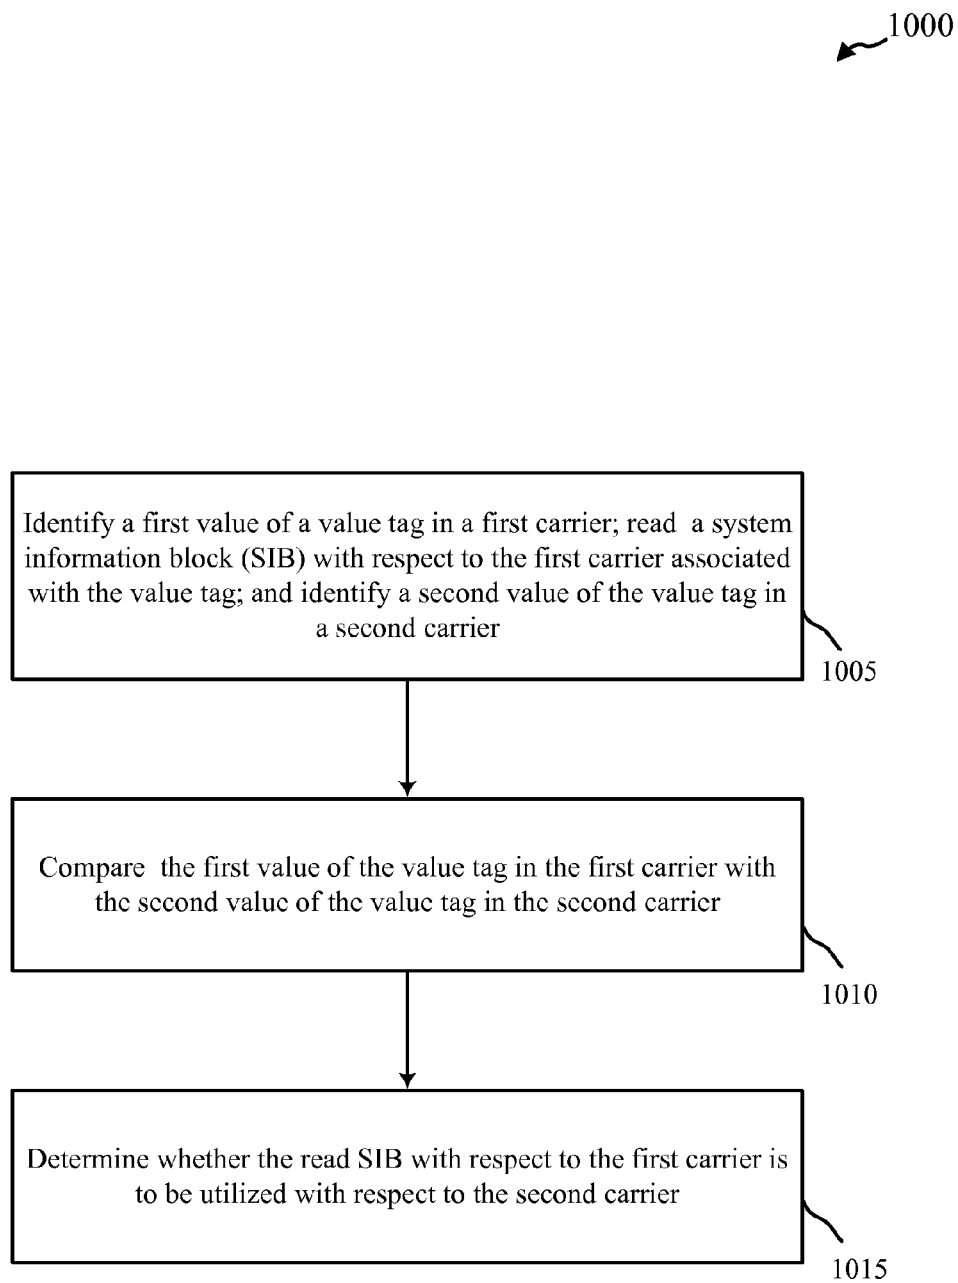 1000
Identify a first value of a value tag in a first carrier; read a system
information block (SIB) with respect to the first carrier associated
with the value tag; and identify a second value of the value tag in
a second carrier
1005
Compare the first value of the value tag in the first carrier with
the second value of the value tag in the second carrier
1010
Determine whether the read SIB with respect to the first carrier is
to be utilized with respect to the second carrier
1015